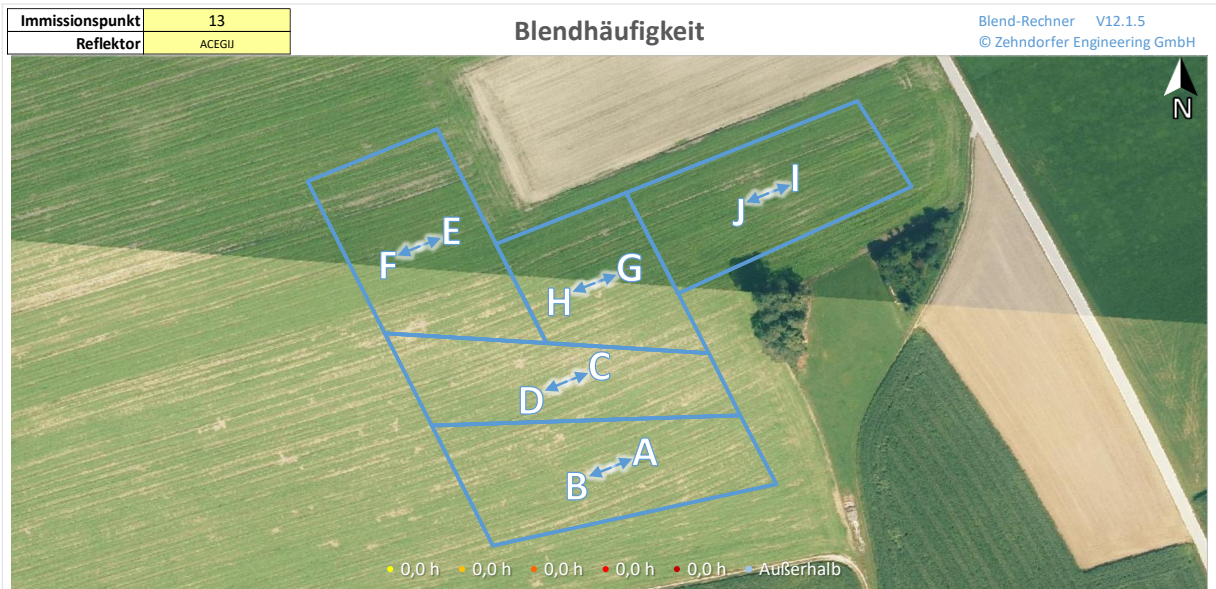 Immissionspunkt 13
Reflektor ACEGIJ
Blendhäufigkeit
Blend-Rechner V12.1.5
© Zehndorfer Engineering GmbH
N
I
J
E
F
G
H
C
D
A
B
0,0 h 0,0 h 0,0 h 0,0 h 0,0 h Außerhalb